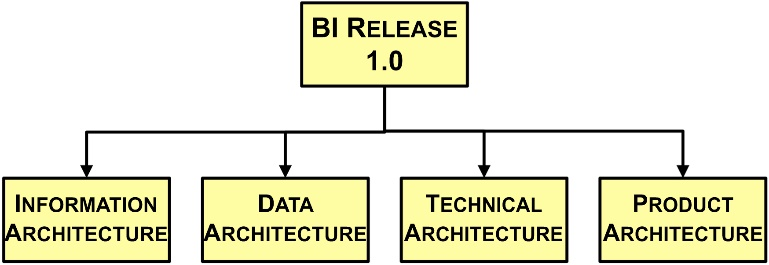 BI RELEASE
1.0
INFORMATION
ARCHITECTURE
DATA
ARCHITECTURE
TECHNICAL
ARCHITECTURE
PRODUCT
ARCHITECTURE